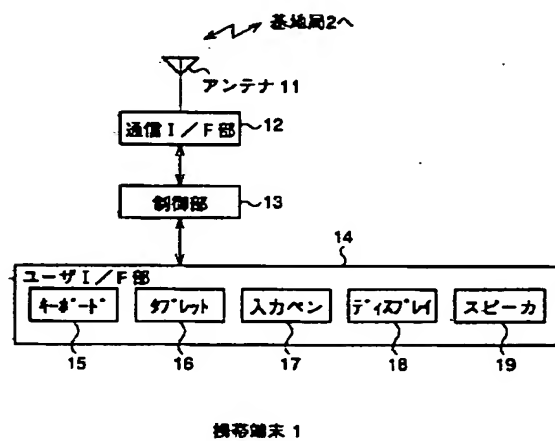 基地局2へ
アンテナ11
通信I/F部
12
制御部
13
14
ユーザI/F部
キーボード
タブレット
入力ペン
ディスプレイ
スピーカ
15
16
17
18
19
携帯端末1